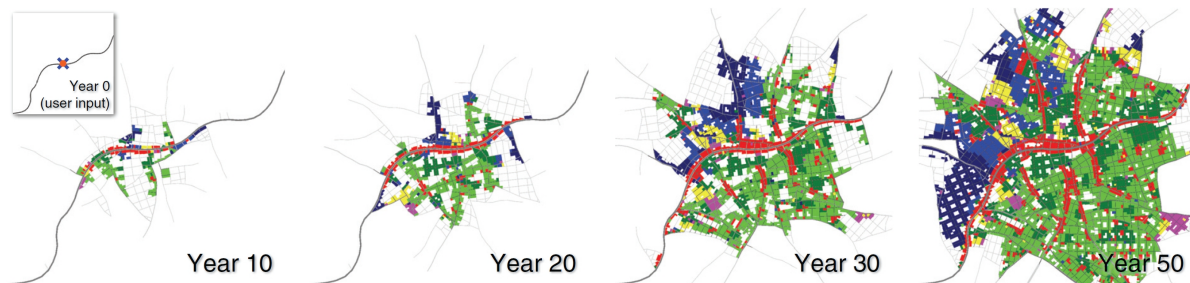 Year 0
(user input)
Year 10
Year 20
Year 30
Year 50